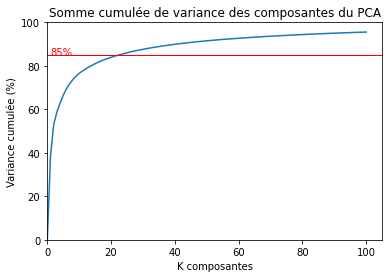 Somme cumulée de variance des composantes du PCA
100
80
60
40
20
0
85%
Variance cumulée (%)
0 20 40 60 80 100
K composantes